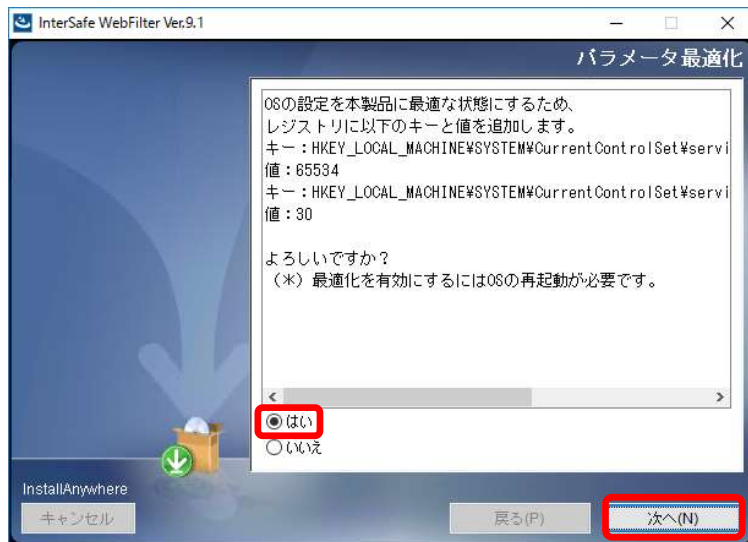 InterSafe WebFilter Ver.9.1
パラメータ最適化
OSの設定を本製品に最適な状態にするため、
レジストリに以下のキーと値を追加します。
キー：HKEY_LOCAL_MACHINE¥SYSTEM¥CurrentControlSet¥servi
値：65534
キー：HKEY_LOCAL_MACHINE¥SYSTEM¥CurrentControlSet¥servi
値：30
よろしいですか？
（＊）最適化を有効にするにはOSの再起動が必要です。
はい
いいえ
InstallAnywhere
キャンセル
戻る(P)
次へ(N)